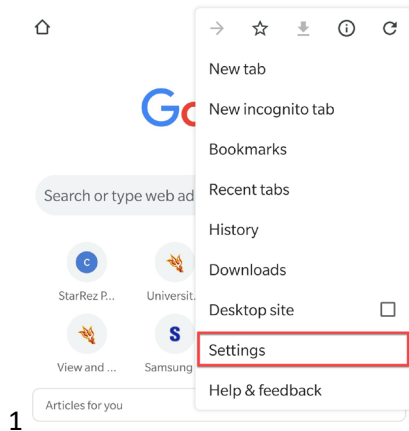 New tab
New incognito tab
Bookmarks
Recent tabs
History
Downloads
Desktop site
Settings
Help & feedback
Go
Search or type web ad
C
StarRez P...
Universit
S
View and ...
Samsung
Articles for you
1